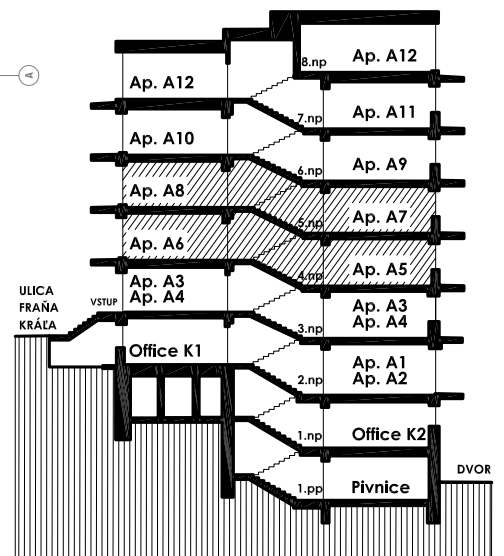 A
8.np
Ap. A12
Ap. A12
7.np
Ap. A11
Ap. A10
6.np
Ap. A9
Ap. A8
5.np
Ap. A7
Ap. A6
4.np
Ap. A5
Ap. A3
Ap. A4
ULICA
FRAŇA
KRÁĽA
VSTUP
3.np
Ap. A3
Ap. A4
Office K1
2.np
Ap. A1
Ap. A2
1.np
Office K2
DVOR
1.pp
Pivnice